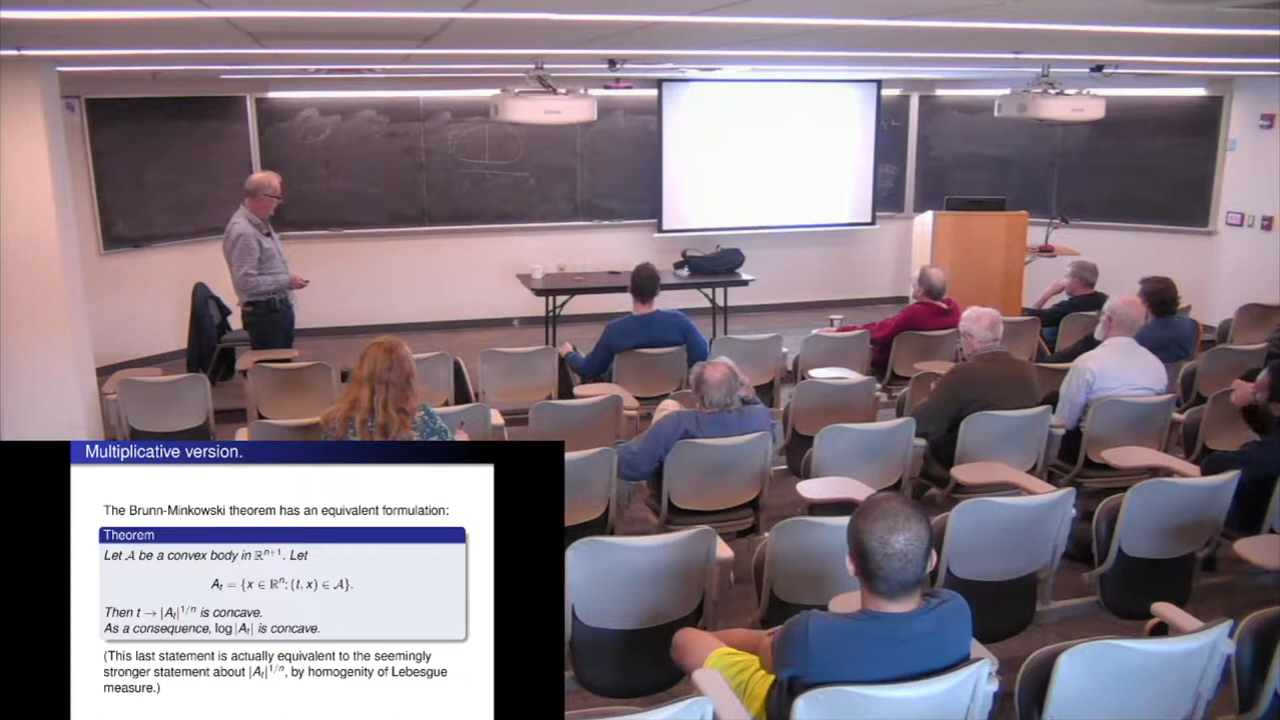 Multiplicative version.
The Brunn-Minkowski theorem has an equivalent formulation:
Theorem
Let 𝒜 be a convex body in ℝⁿ⁺¹. Let
Aₜ = {x ∈ ℝⁿ; (t, x) ∈ 𝒜}.
Then t → |Aₜ|^{1/n} is concave.
As a consequence, log |Aₜ| is concave.
(This last statement is actually equivalent to the seemingly
stronger statement about |Aₜ|^{1/n}, by homogenity of Lebesgue
measure.)